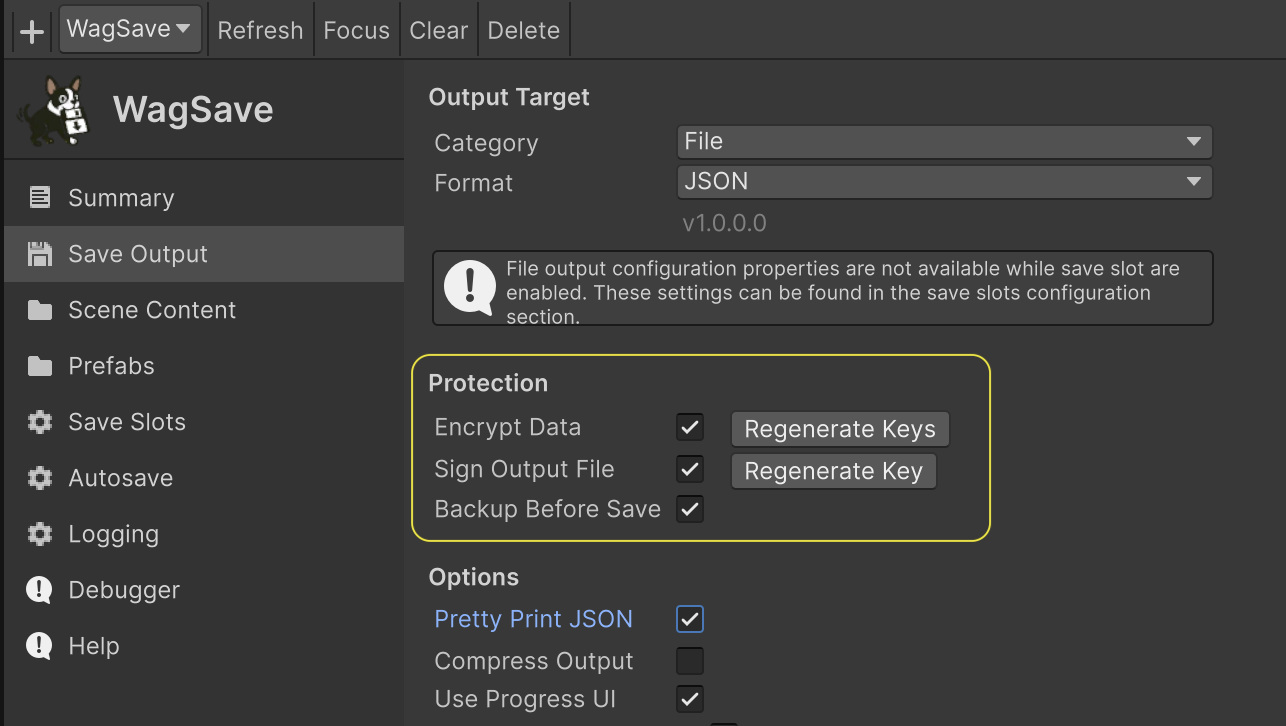 WagSave Refresh Focus Clear Delete
WagSave
Summary
Save Output
Scene Content
Prefabs
Save Slots
Autosave
Logging
Debugger
Help
Output Target
Category File
Format JSON
v1.0.0.0
File output configuration properties are not available while save slot are
enabled. These settings can be found in the save slots configuration
section.
Protection
Encrypt Data Regenerate Keys
Sign Output File Regenerate Key
Backup Before Save
Options
Pretty Print JSON
Compress Output
Use Progress UI